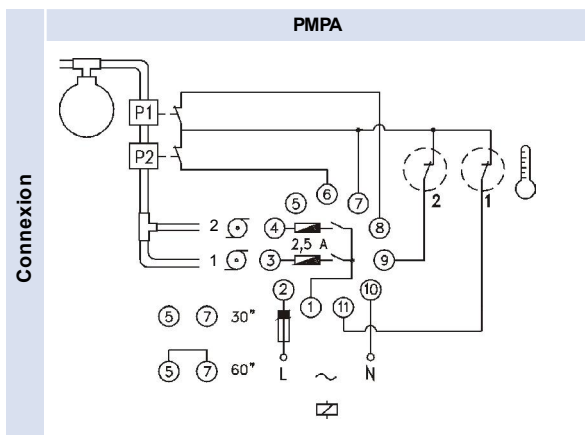 PMPA
Connexion
P1
P2
6 7
5
2 1
2 4 8
2,5 A
1 3 9
2 1 11 10
5 7 30"
5 7 60" L ~ N